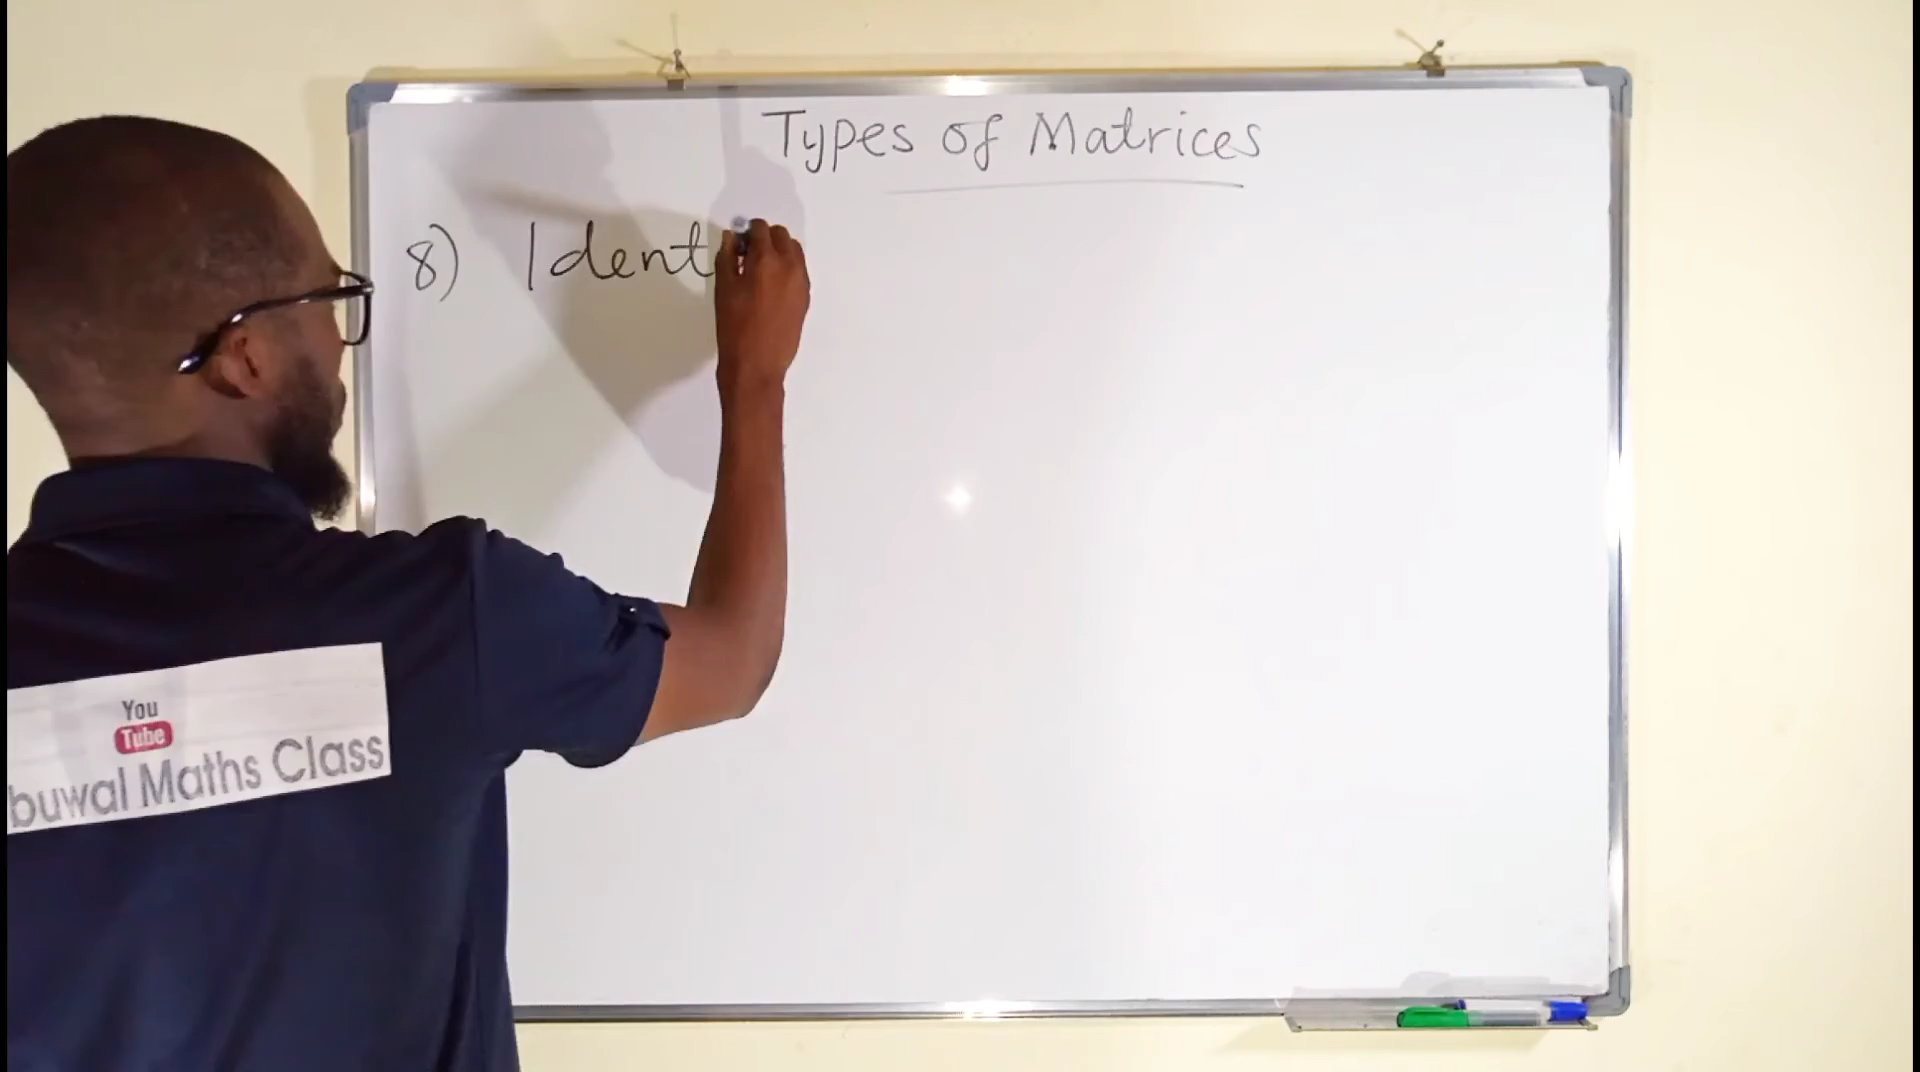 Types of Matrices
8) Ident
You
Tube
buwal Maths Class